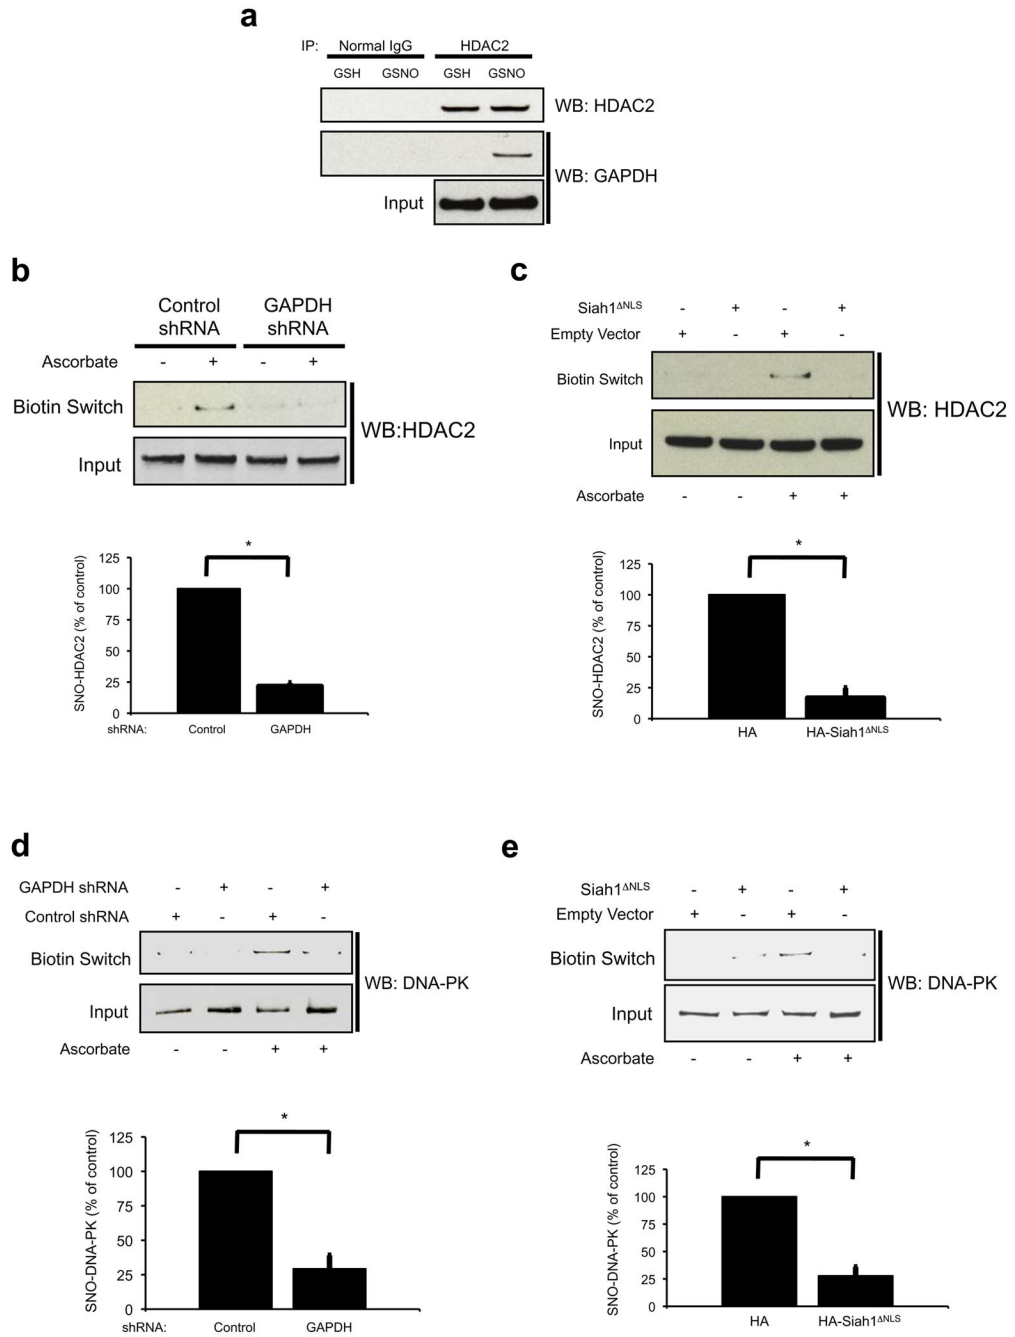 a
IP: Normal IgG HDAC2
GSH GSNO GSH GSNO
WB: HDAC2
WB: GAPDH
Input
b
Control shRNA GAPDH shRNA
Ascorbate - + - +
Biotin Switch
WB:HDAC2
Input
SNO-HDAC2 (% of control)
125
100
75
50
25
0
*
shRNA: Control GAPDH
c
Siah1ΔNLS - + - +
Empty Vector + - + -
Biotin Switch
WB: HDAC2
Input
Ascorbate - - + +
SNO-HDAC2 (% of control)
125
100
75
50
25
0
*
HA HA-Siah1ΔNLS
d
GAPDH shRNA - + - +
Control shRNA + - + -
Biotin Switch
WB: DNA-PK
Input
Ascorbate - - + +
SNO-DNA-PK (% of control)
125
100
75
50
25
0
*
shRNA: Control GAPDH
e
Siah1ΔNLS - + - +
Empty Vector + - + -
Biotin Switch
WB: DNA-PK
Input
Ascorbate - - + +
SNO-DNA-PK (% of control)
125
100
75
50
25
0
*
HA HA-Siah1ΔNLS